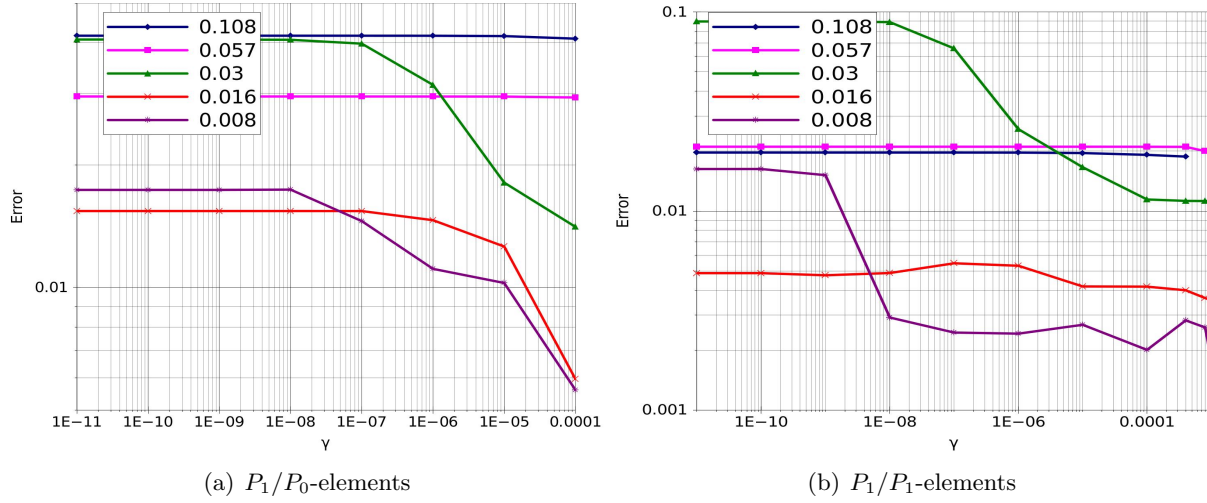 0.108
0.057
0.03
0.016
0.008
Error
0.01
1E−11 1E−10 1E−09 1E−08 1E−07 1E−06 1E−05 0.0001
γ
(a) P₁/P₀-elements
0.1
0.108
0.057
0.03
0.016
0.008
Error
0.01
0.001
1E−10 1E−08 1E−06 0.0001
γ
(b) P₁/P₁-elements